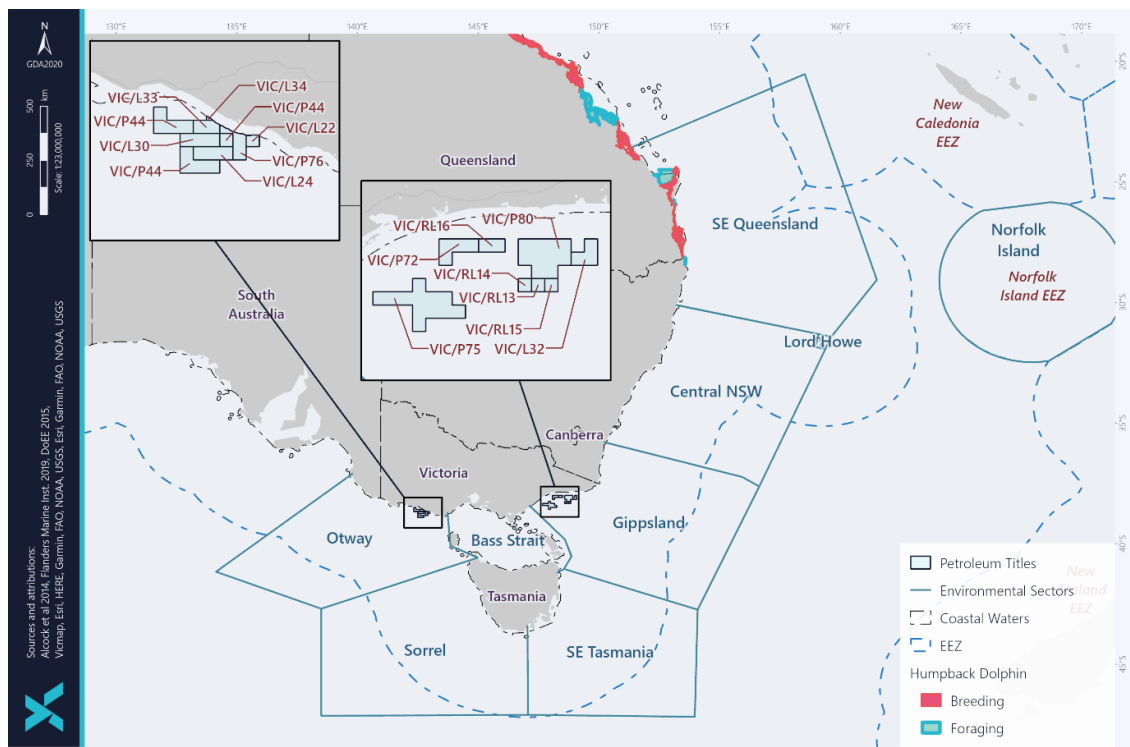 130°E
135°E
140°E
145°E
150°E
155°E
160°E
165°E
170°E
20°S
25°S
30°S
35°S
40°S
45°S
N
GDA2020
0
250
500
km
Scale: 1:23,000,000
Sources and attributions:
Alcock et al 2014, Flanders Marine Inst. 2019, DoEE 2015,
Vicmap, Esri, HERE, Garmin, FAO, NOAA, USGS, Esri, Garmin, FAO, NOAA, USGS
VIC/L34
VIC/L33
VIC/P44
VIC/P44
VIC/L22
VIC/L30
VIC/P76
VIC/P44
VIC/L24
VIC/P80
VIC/RL16
VIC/P72
VIC/RL14
VIC/RL13
VIC/RL15
VIC/P75
VIC/L32
Queensland
South
Australia
Canberra
Victoria
Tasmania
SE Queensland
New
Caledonia
EEZ
Norfolk
Island
Norfolk
Island EEZ
Lord Howe
Central NSW
Gippsland
Otway
Bass Strait
Sorrel
SE Tasmania
New
Zealand
EEZ
Petroleum Titles
Environmental Sectors
Coastal Waters
EEZ
Humpback Dolphin
Breeding
Foraging